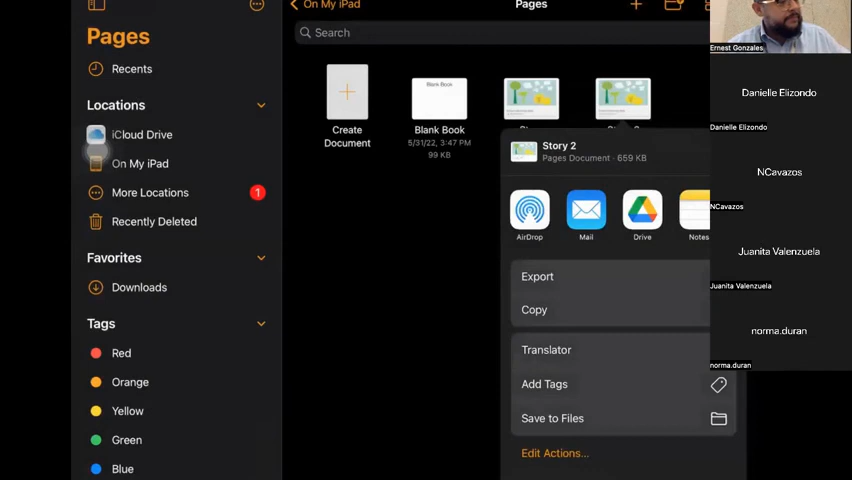 On My iPad
Pages
Pages
Search
Recents
Locations
iCloud Drive
On My iPad
More Locations
1
Recently Deleted
Favorites
Downloads
Tags
Red
Orange
Yellow
Green
Blue
Create
Document
Blank Book
Blank Book
5/31/22, 3:47 PM
99 KB
Story 2
Pages Document · 659 KB
AirDrop
Mail
Drive
Notes
Export
Copy
Translator
Add Tags
Save to Files
Edit Actions...
Ernest Gonzales
Danielle Elizondo
Danielle Elizondo
NCavazos
NCavazos
Juanita Valenzuela
Juanita Valenzuela
norma.duran
norma.duran